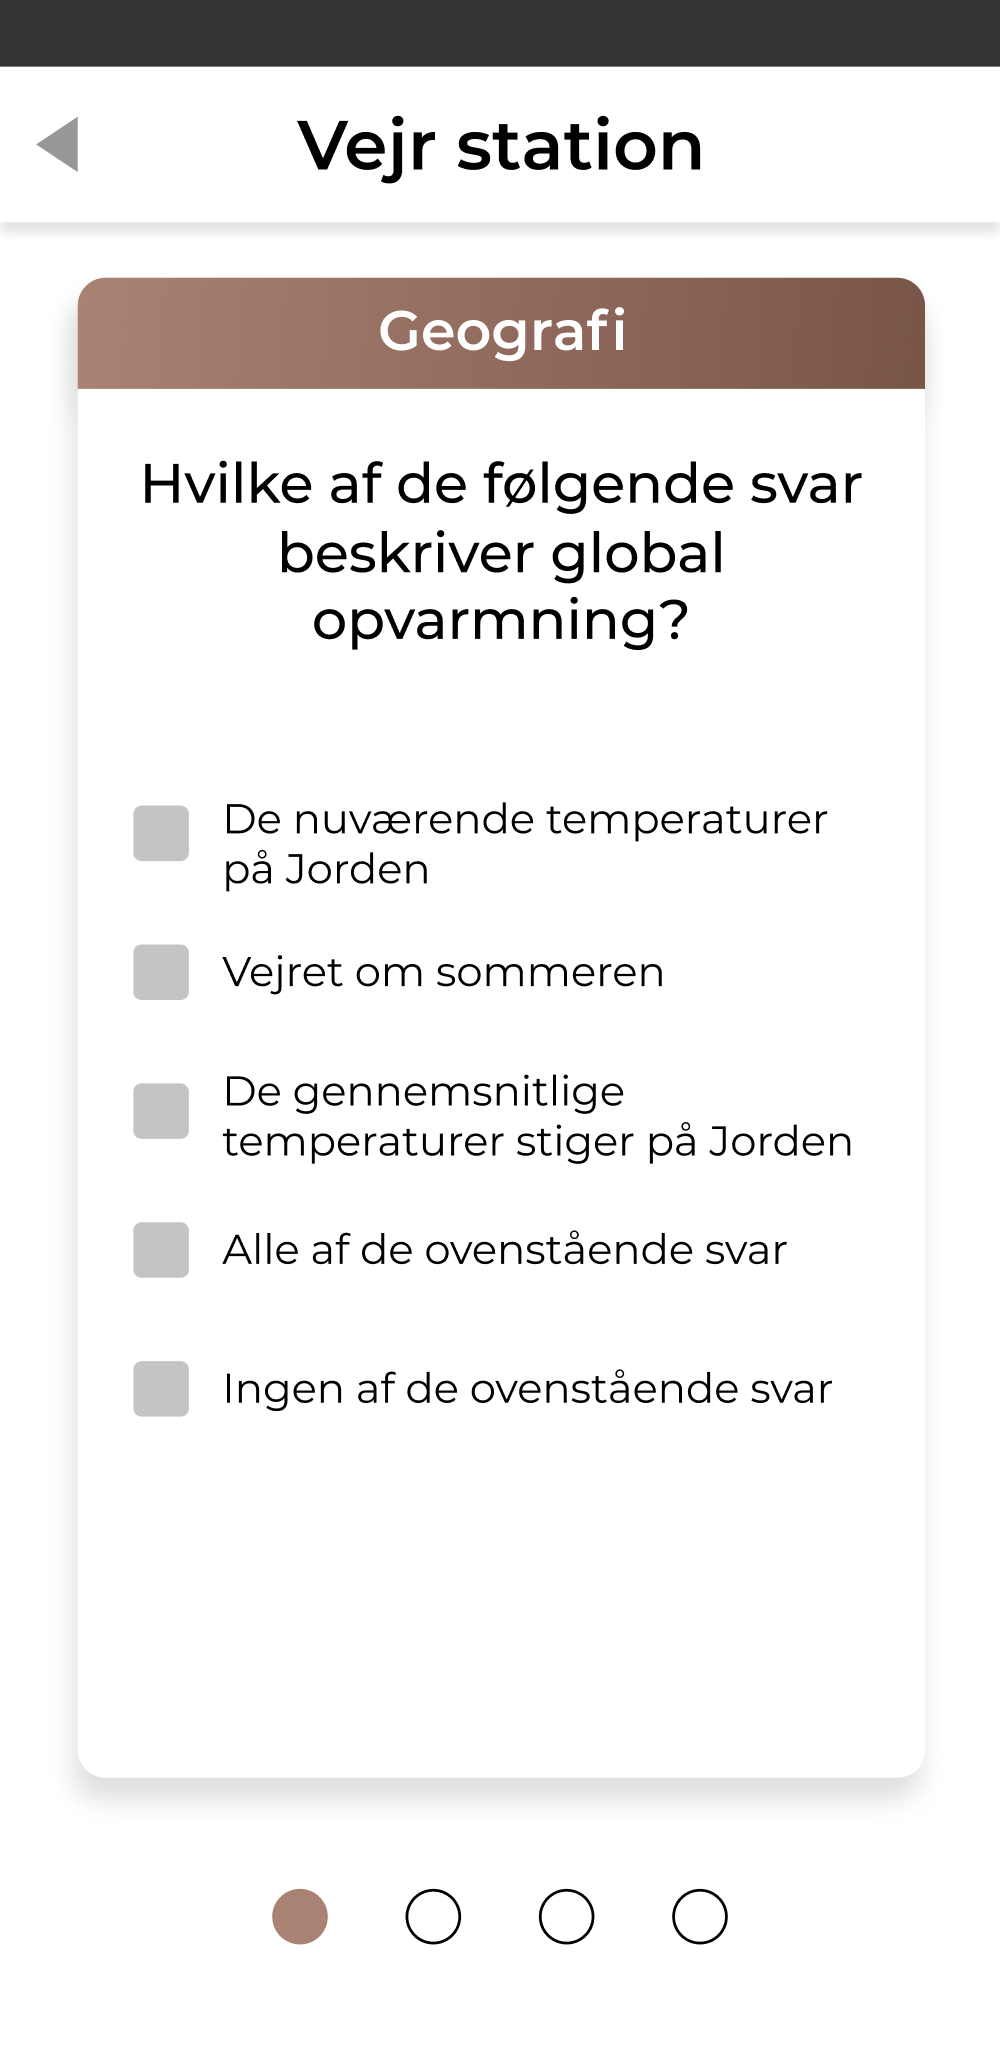 Vejr station
Geografi
Hvilke af de følgende svar
beskriver global
opvarmning?
De nuværende temperaturer
på Jorden
Vejret om sommeren
De gennemsnitlige
temperaturer stiger på Jorden
Alle af de ovenstående svar
Ingen af de ovenstående svar